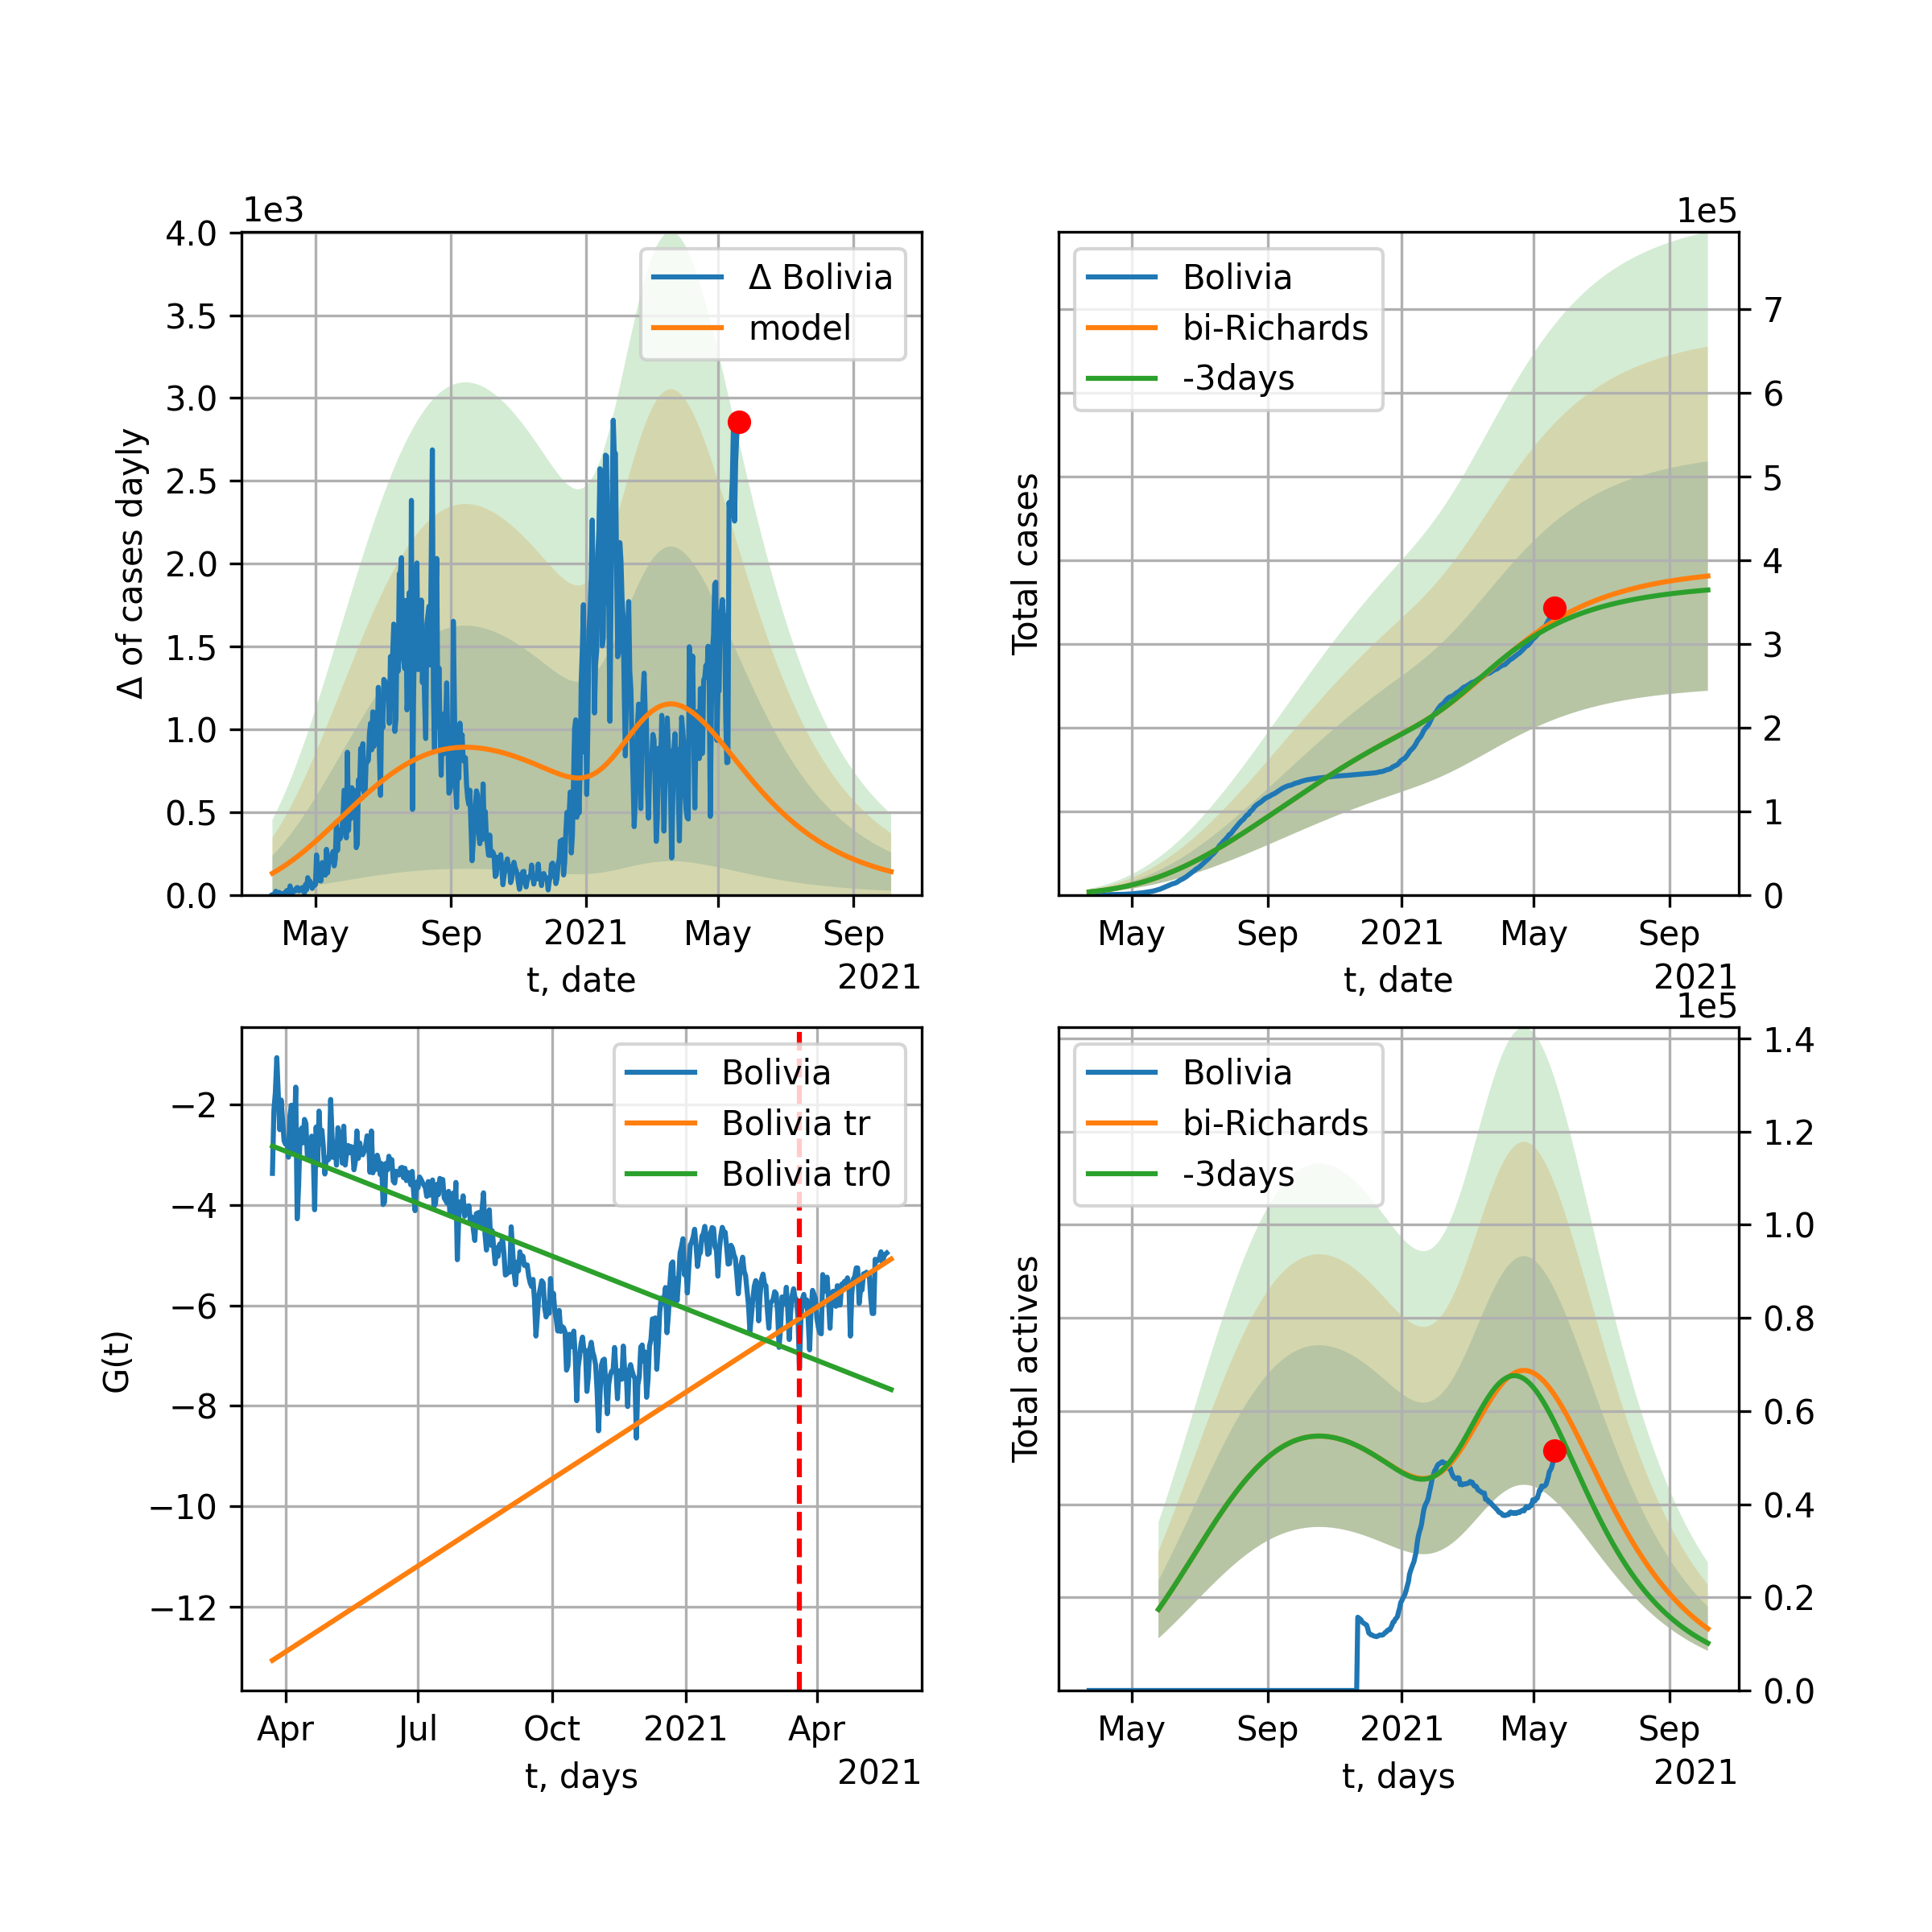 1e3
4.0
3.5
3.0
2.5
2.0
1.5
1.0
0.5
0.0
Δ of cases dayly
Δ Bolivia
model
May Sep 2021 May Sep
t, date
2021
1e5
7
6
5
4
3
2
1
0
Total cases
Bolivia
bi-Richards
-3days
May Sep 2021 May Sep
t, date
2021
−2
−4
−6
−8
−10
−12
G(t)
Bolivia
Bolivia tr
Bolivia tr0
Apr Jul Oct 2021 Apr
t, days
2021
1e5
1.4
1.2
1.0
0.8
0.6
0.4
0.2
0.0
Total actives
Bolivia
bi-Richards
-3days
May Sep 2021 May Sep
t, days
2021